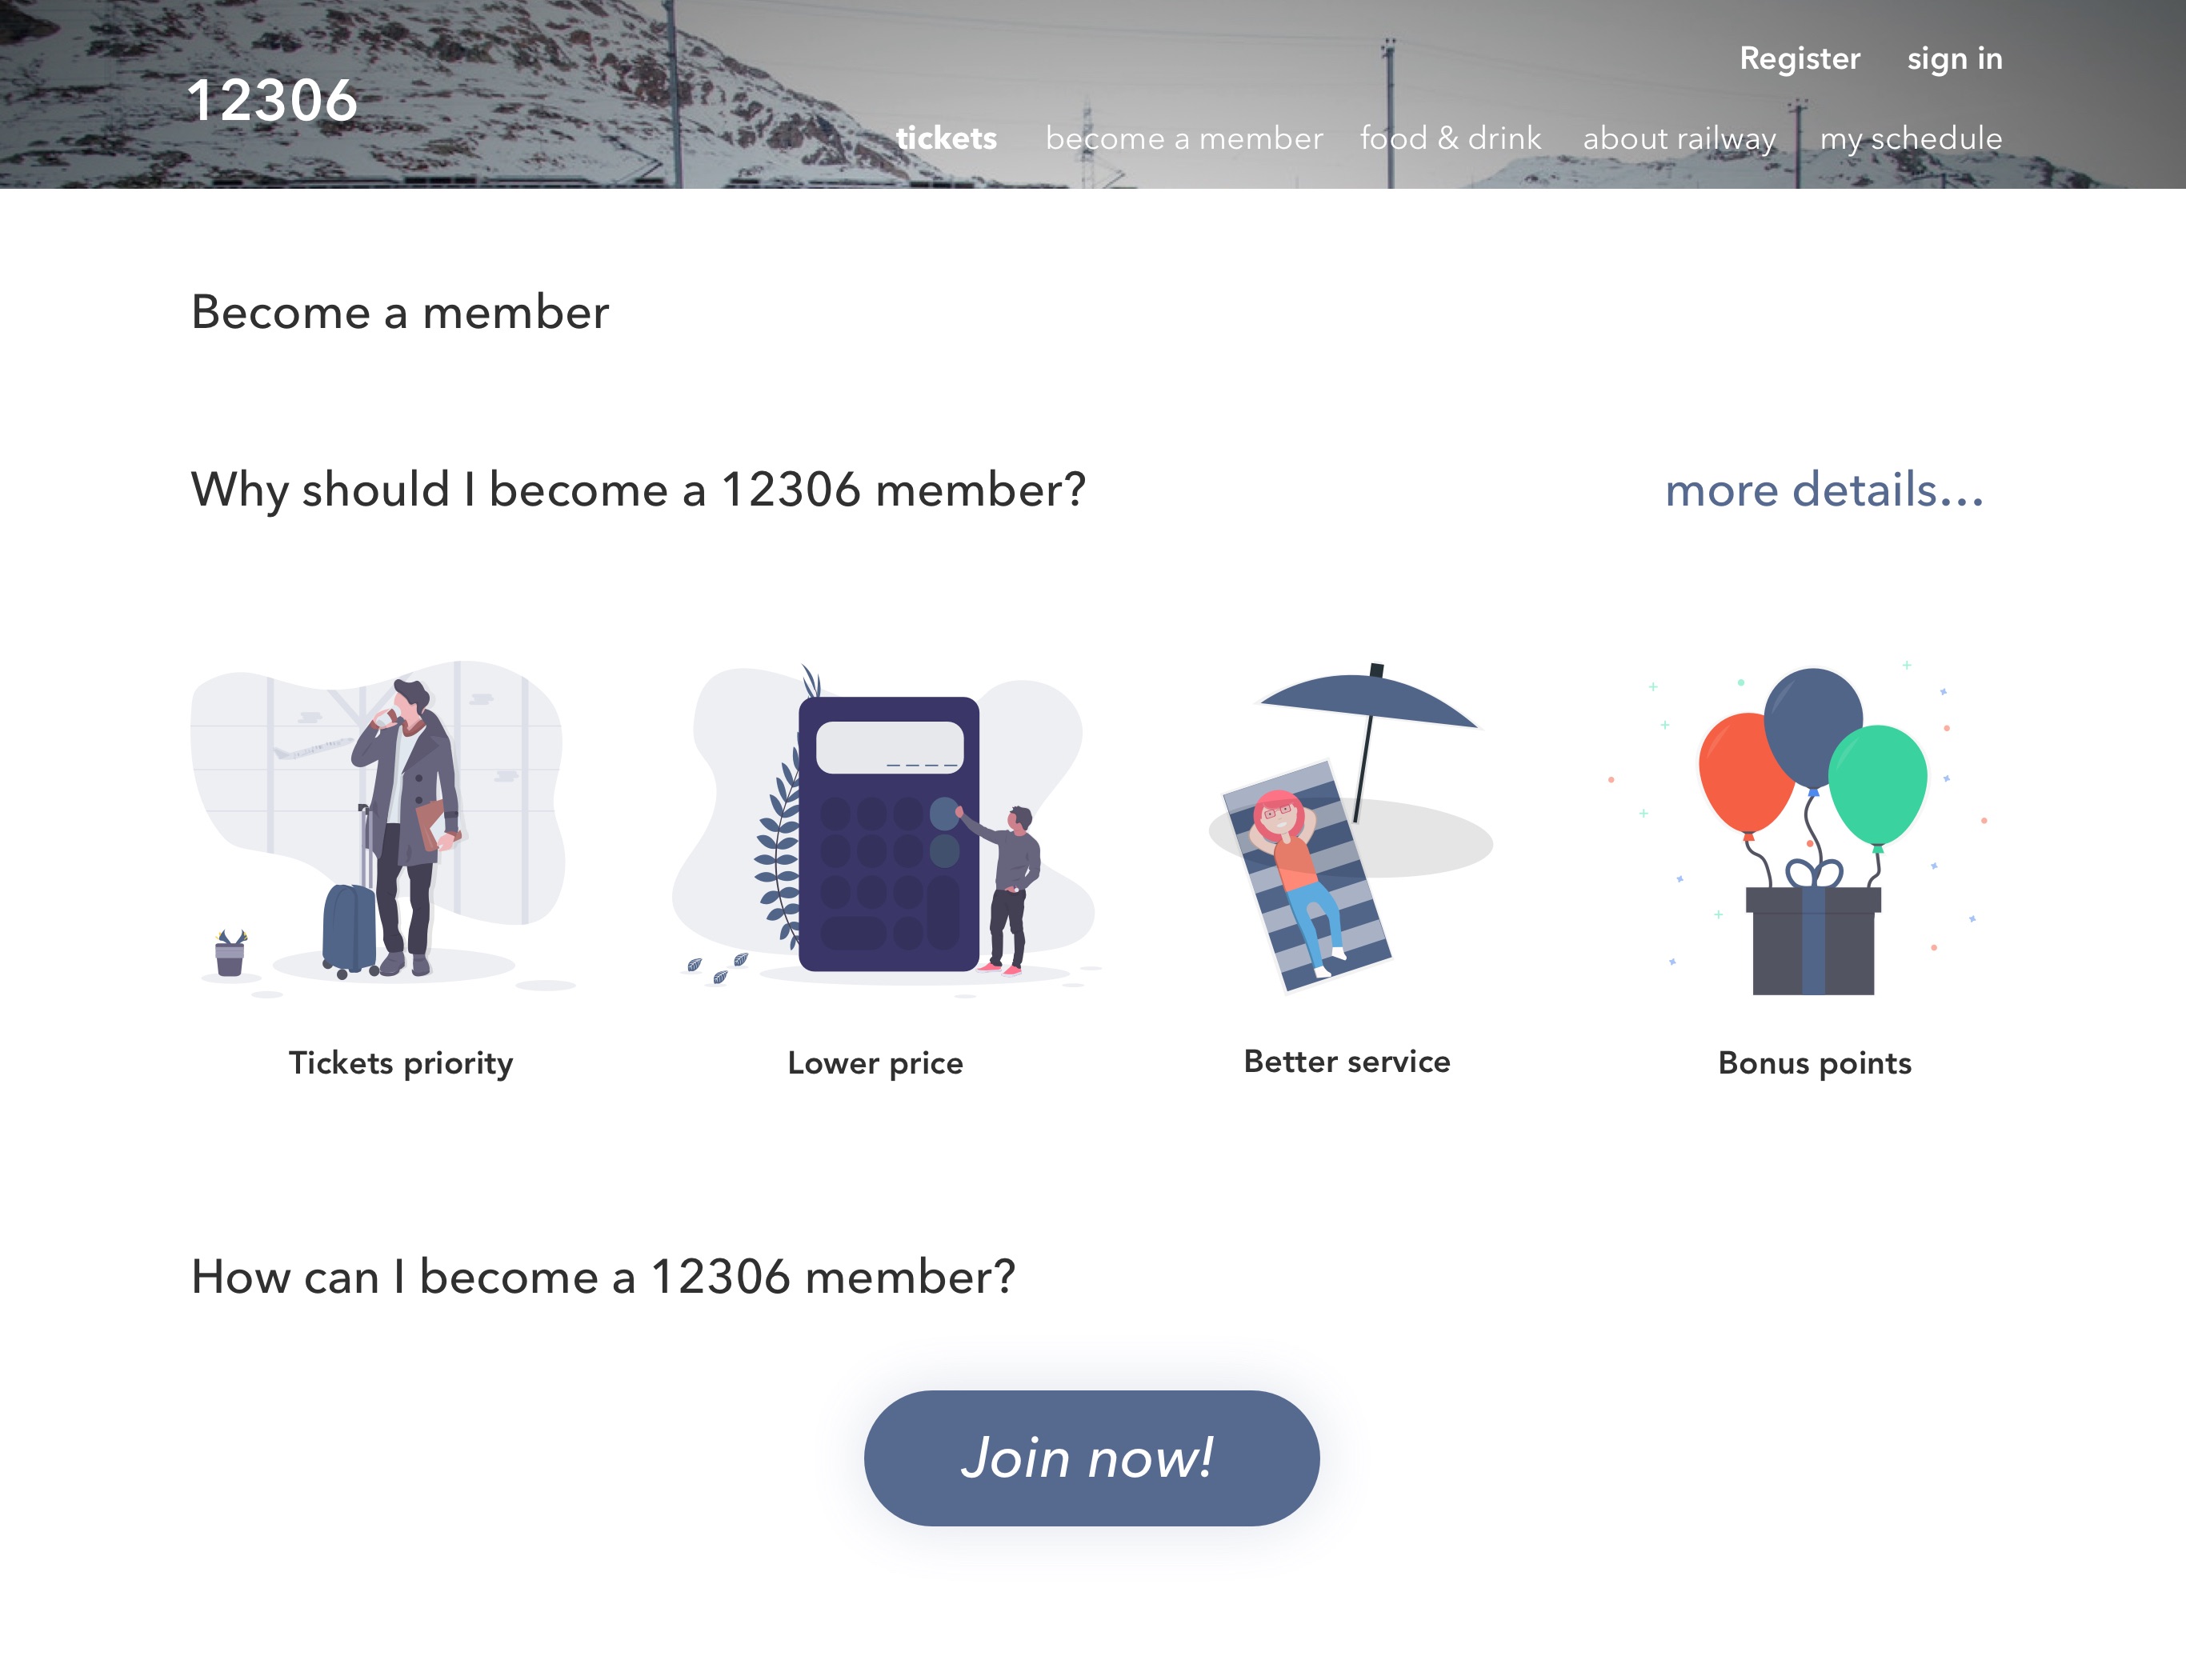 12306
Register sign in
tickets become a member food & drink about railway my schedule
Become a member
Why should I become a 12306 member? more details...
Tickets priority Lower price Better service Bonus points
How can I become a 12306 member?
Join now!